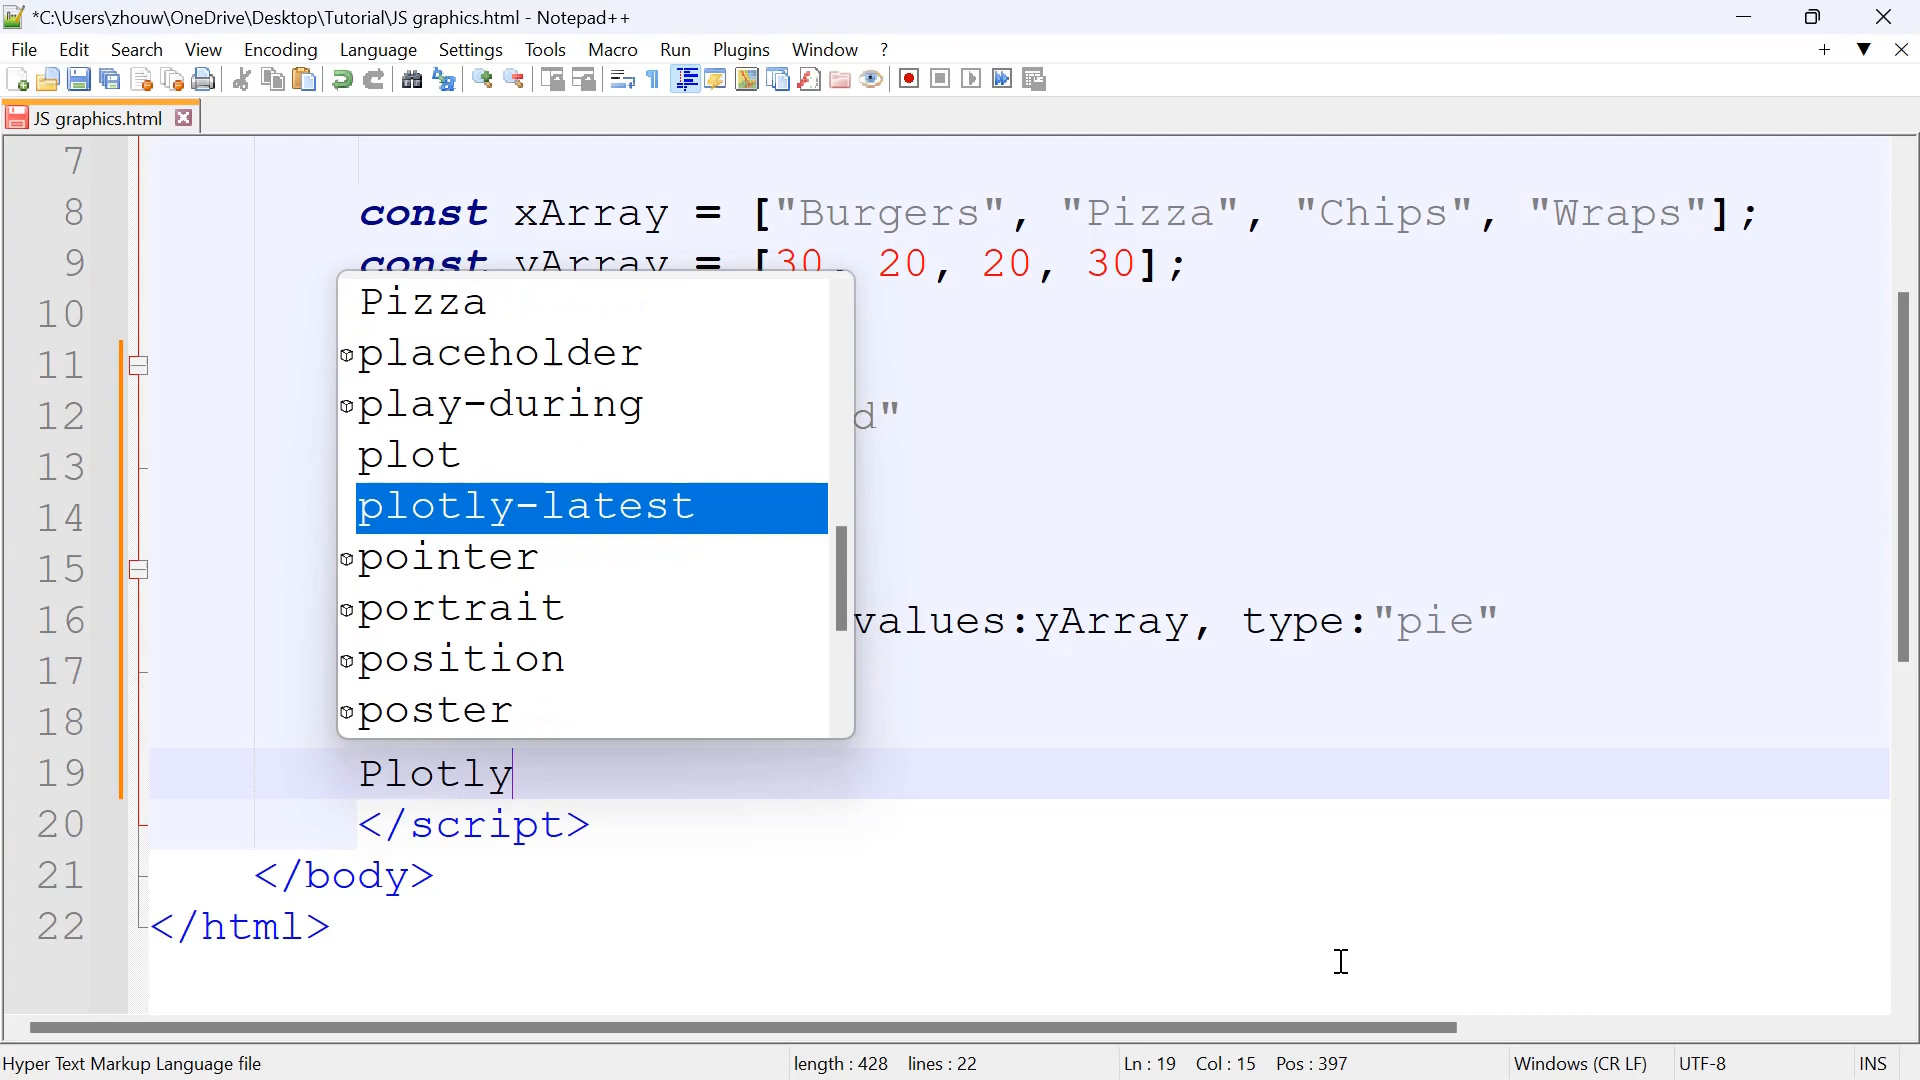 *C:\Users\zhouw\OneDrive\Desktop\Tutorial\JS graphics.html - Notepad++
File Edit Search View Encoding Language Settings Tools Macro Run Plugins Window ?
JS graphics.html
7
8 const xArray = ["Burgers", "Pizza", "Chips", "Wraps"];
9 const yArray = [30, 20, 20, 30];
10
11
12 d"
13
14
15
16 values:yArray, type:"pie"
17
18
19 Plotly
20 </script>
21 </body>
22 </html>
Pizza
placeholder
play-during
plot
plotly-latest
pointer
portrait
position
poster
Hyper Text Markup Language file length : 428 lines : 22 Ln : 19 Col : 15 Pos : 397 Windows (CR LF) UTF-8 INS